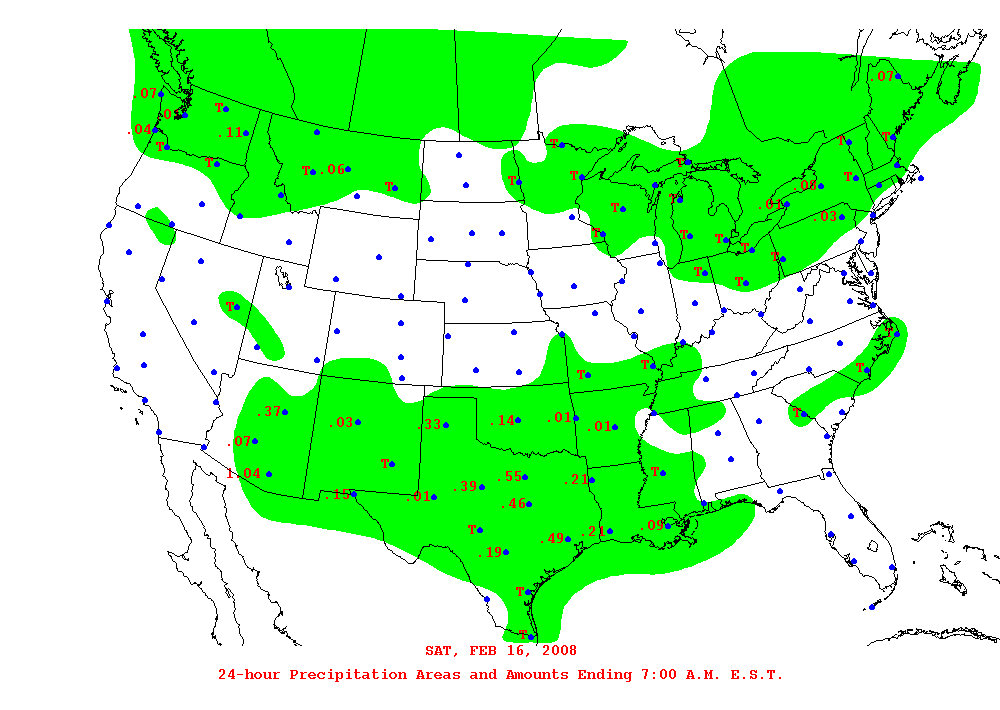 .07
.07
T
.04
.11
T
T
T
T
T
T .06
T
T
T
T
.08
T
T
.01
.03
T
T
T
T
T
T
T
T
T
T
T
T
T
.37
T
.03
.33
.14
.01
.01
.07
T
T
1.04
.55
.21
.39
.15
.01
.46
.09
T
.49
.21
.19
T
T
SAT, FEB 16, 2008
24-hour Precipitation Areas and Amounts Ending 7:00 A.M. E.S.T.